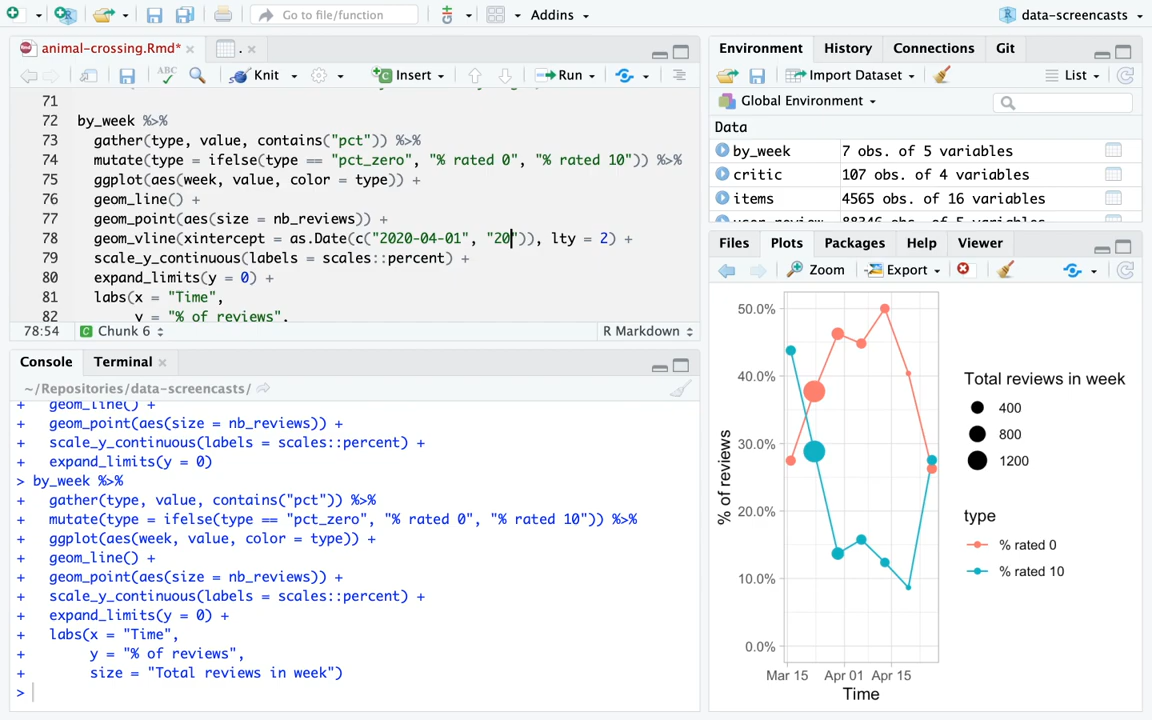 Go to file/function
Addins
data-screencasts
animal-crossing.Rmd*
.
ABC
Knit
Insert
Run
71
72 by_week %>%
73 gather(type, value, contains("pct")) %>%
74 mutate(type = ifelse(type == "pct_zero", "% rated 0", "% rated 10")) %>%
75 ggplot(aes(week, value, color = type)) +
76 geom_line() +
77 geom_point(aes(size = nb_reviews)) +
78 geom_vline(xintercept = as.Date(c("2020-04-01", "20")), lty = 2) +
79 scale_y_continuous(labels = scales::percent) +
80 expand_limits(y = 0) +
81 labs(x = "Time",
82 y = "% of reviews",
78:54 Chunk 6 R Markdown
Console Terminal
~/Repositories/data-screencasts/
+ geom_line() +
+ geom_point(aes(size = nb_reviews)) +
+ scale_y_continuous(labels = scales::percent) +
+ expand_limits(y = 0)
> by_week %>%
+ gather(type, value, contains("pct")) %>%
+ mutate(type = ifelse(type == "pct_zero", "% rated 0", "% rated 10")) %>%
+ ggplot(aes(week, value, color = type)) +
+ geom_line() +
+ geom_point(aes(size = nb_reviews)) +
+ scale_y_continuous(labels = scales::percent) +
+ expand_limits(y = 0) +
+ labs(x = "Time",
+ y = "% of reviews",
+ size = "Total reviews in week")
>
Environment History Connections Git
Import Dataset List
Global Environment
Data
by_week 7 obs. of 5 variables
critic 107 obs. of 4 variables
items 4565 obs. of 16 variables
user_review 88346 obs. of 5 variables
Files Plots Packages Help Viewer
Zoom Export
50.0%
40.0%
30.0%
20.0%
10.0%
0.0%
% of reviews
Mar 15 Apr 01 Apr 15
Time
Total reviews in week
400
800
1200
type
% rated 0
% rated 10